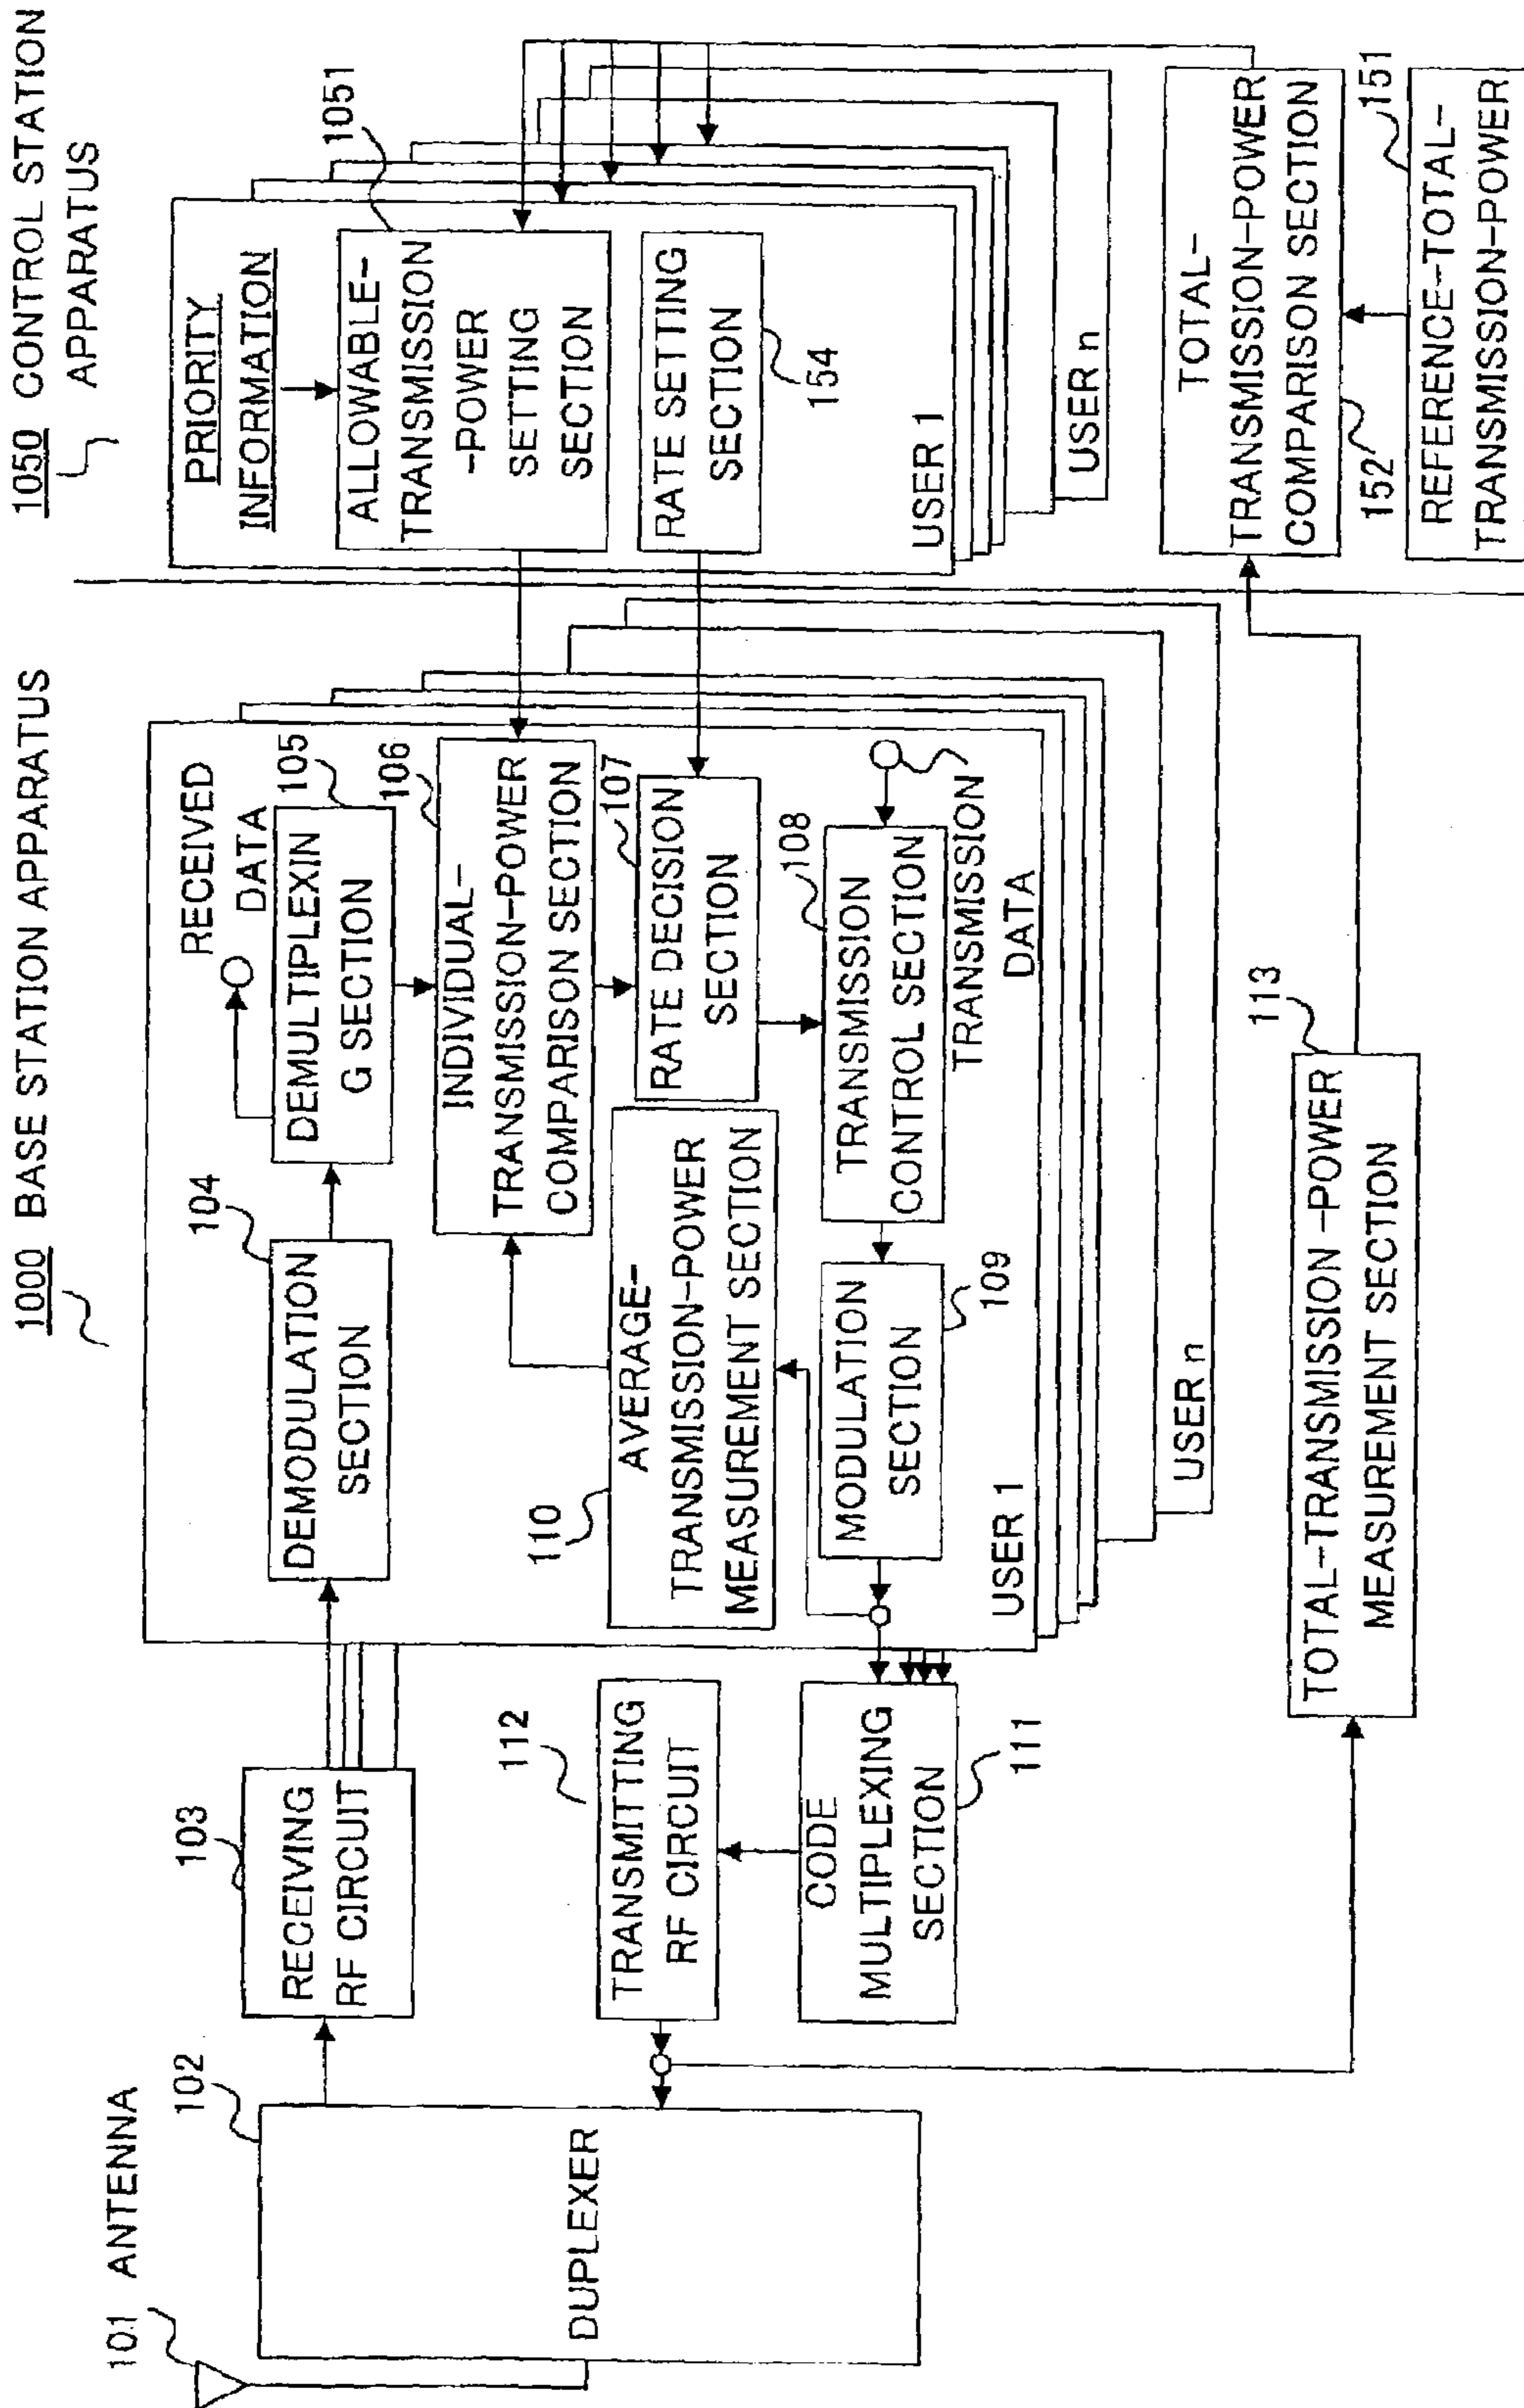 1000 BASE STATION APPARATUS
1050 CONTROL STATION
APPARATUS
101 ANTENNA
102
DUPLEXER
103
RECEIVING
RF CIRCUIT
104
DEMODULATION
SECTION
RECEIVED
DATA
105
DEMULTIPLEXIN
G SECTION
106
INDIVIDUAL-
TRANSMISSION-POWER
COMPARISON SECTION
107
RATE DECISION
SECTION
108
TRANSMISSION
CONTROL SECTION
TRANSMISSION
DATA
109
MODULATION
SECTION
110
AVERAGE-
TRANSMISSION-POWER
MEASUREMENT SECTION
USER 1
USER n
111
CODE
MULTIPLEXING
SECTION
112
TRANSMITTING
RF CIRCUIT
113
TOTAL-TRANSMISSION-POWER
MEASUREMENT SECTION
PRIORITY
INFORMATION
1051
ALLOWABLE-
TRANSMISSION
-POWER
SETTING
SECTION
RATE SETTING
SECTION
154
USER 1
USER n
TOTAL-
TRANSMISSION-POWER
COMPARISON SECTION
152
151
REFERENCE-TOTAL-
TRANSMISSION-POWER